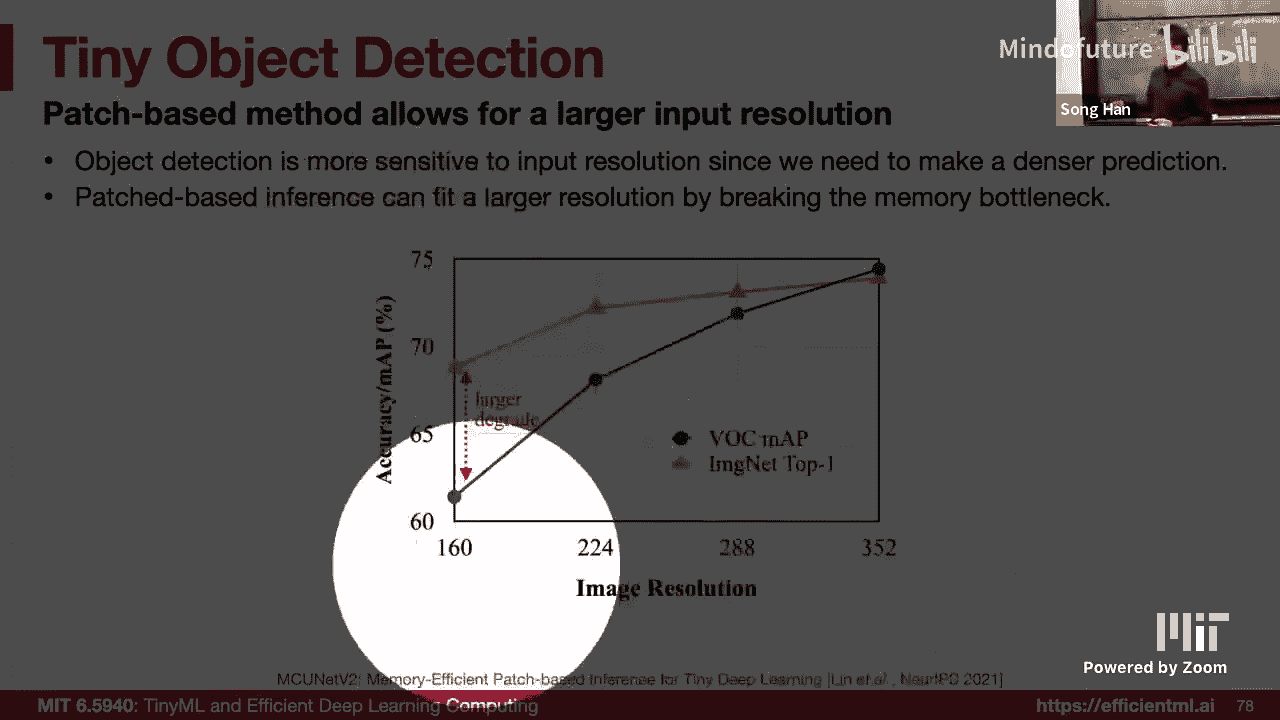 Tiny Object Detection
Mindofuture bilibili
Song Han
Patch-based method allows for a larger input resolution
• Object detection is more sensitive to input resolution since we need to make a denser prediction.
• Patched-based inference can fit a larger resolution by breaking the memory bottleneck.
75
70
65
60
Accuracy/mAP (%)
larger
degrade
VOC mAP
ImgNet Top-1
160 224 288 352
Image Resolution
MIT
Powered by Zoom
MCUNetV2: Memory-Efficient Patch-based Inference for Tiny Deep Learning [Lin et al., NeurIPS 2021]
MIT 6.5940: TinyML and Efficient Deep Learning Computing https://efficientml.ai 78